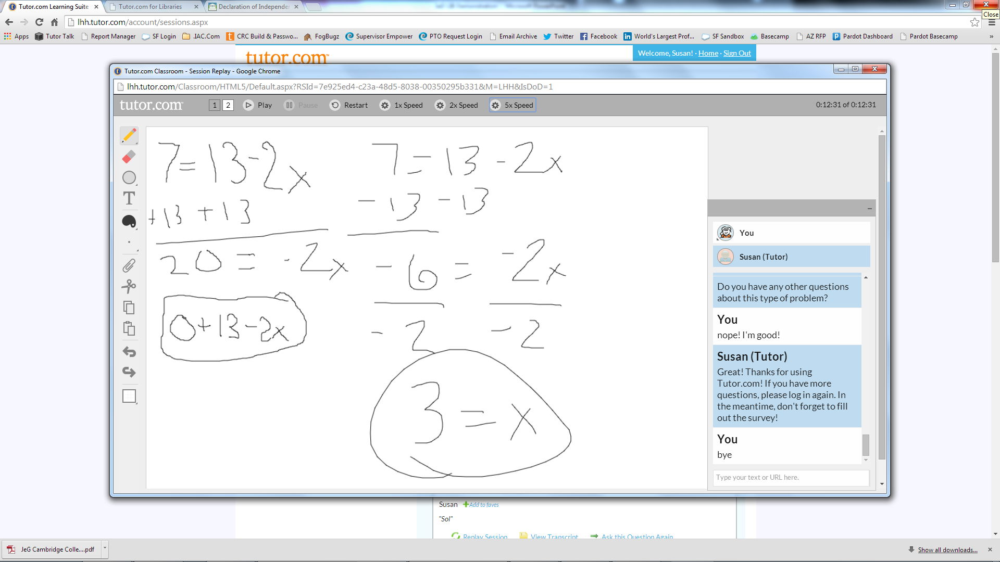 Tutor.com Learning Suite
Tutor.com for Libraries
Declaration of Independen
Close
lhh.tutor.com/account/sessions.aspx
Apps
Tutor Talk
Report Manager
SF Login
.IAC.Com
CRC Build & Passwo...
FogBugz
Supervisor Empower
PTO Request Login
Email Archive
Twitter
Facebook
World's Largest Prof...
SF Sandbox
Basecamp
AZ RFP
Pardot Dashboard
Pardot Basecamp
»
tutor.com™
Welcome, Susan! · Home · Sign Out
Tutor.com Classroom - Session Replay - Google Chrome
lhh.tutor.com/Classroom/HTML5/Default.aspx?RSId=7e925ed4-c23a-48d5-8038-00350295b331&M=LHH&IsDoD=1
tutor.com
1 2 Play Pause Restart 1x Speed 2x Speed 5x Speed
0:12:31 of 0:12:31
T
7=13-2x
+13 +13
20 = -2x
0+13-2x
7=13-2x
-13 -13
-6 = -2x
-2 -2
3 = x
You
Susan (Tutor)
Do you have any other questions
about this type of problem?
You
nope! I'm good!
Susan (Tutor)
Great! Thanks for using
Tutor.com! If you have more
questions, please log in again. In
the meantime, don't forget to fill
out the survey!
You
bye
Type your text or URL here.
Susan Add to faves
"Sol"
Replay Session View Transcript Ask this Question Again
JeG Cambridge Colle....pdf
Show all downloads...